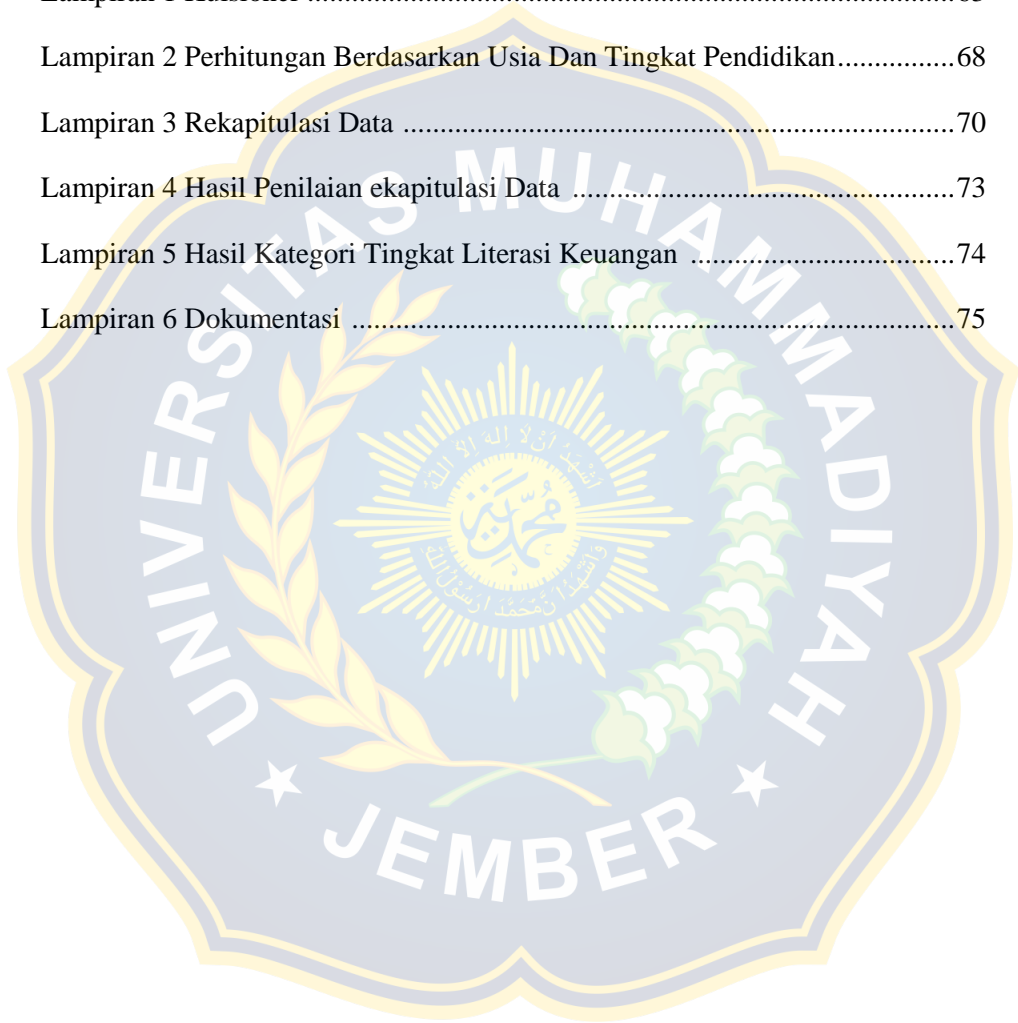 Lampiran 2 Perhitungan Berdasarkan Usia Dan Tingkat Pendidikan...............68
Lampiran 3 Rekapitulasi Data ........................................................................70
Lampiran 4 Hasil Penilaian ekapitulasi Data ..................................................73
Lampiran 5 Hasil Kategori Tingkat Literasi Keuangan ..................................74
Lampiran 6 Dokumentasi ...............................................................................75
UNIVERSITAS MUHAMMADIYAH
JEMBER